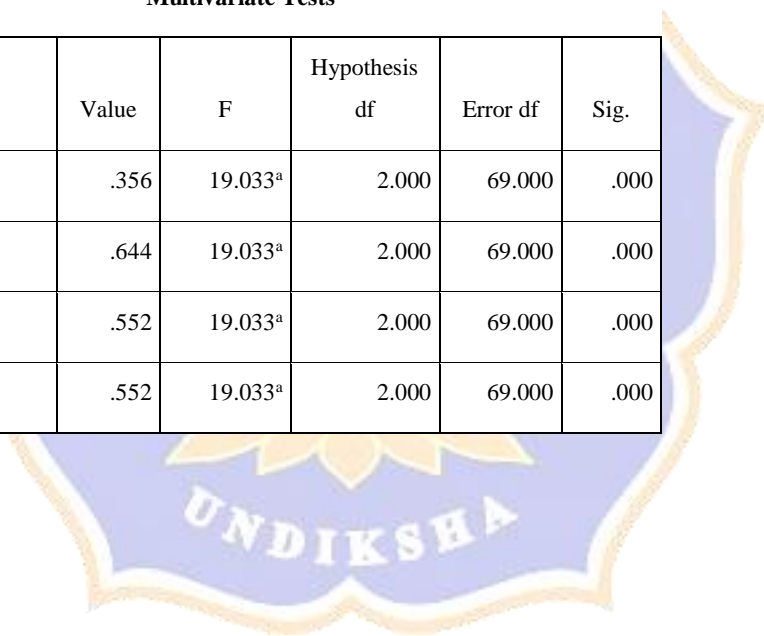 Multivariate Tests
Value F Hypothesis df Error df Sig.
.356 19.033ᵃ 2.000 69.000 .000
.644 19.033ᵃ 2.000 69.000 .000
.552 19.033ᵃ 2.000 69.000 .000
.552 19.033ᵃ 2.000 69.000 .000
UNDIKSHA